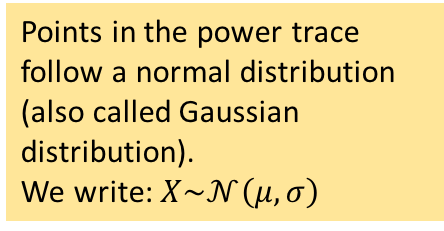 Points in the power trace
follow a normal distribution
(also called Gaussian
distribution).
We write: 𝑋~𝒩(𝜇, 𝜎)